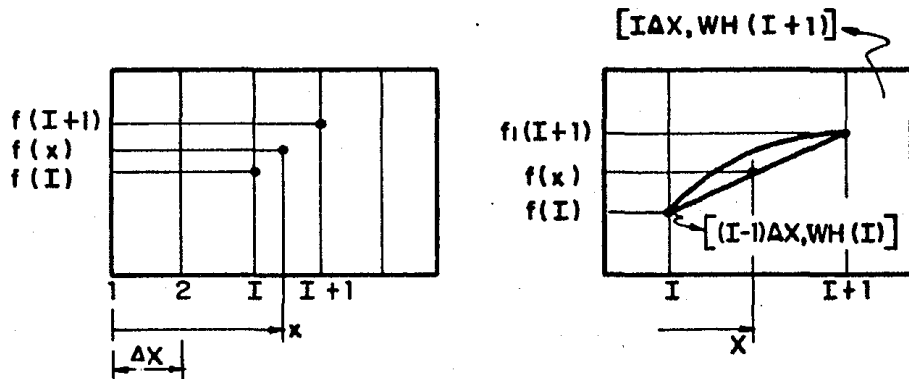 [IΔX, WH (I+1)]
f (I+1)
f (x)
f (I)
1 2 I I+1
x
ΔX
f₁(I+1)
f(x)
f(I)
[(I-1)ΔX, WH (I)]
I I+1
X